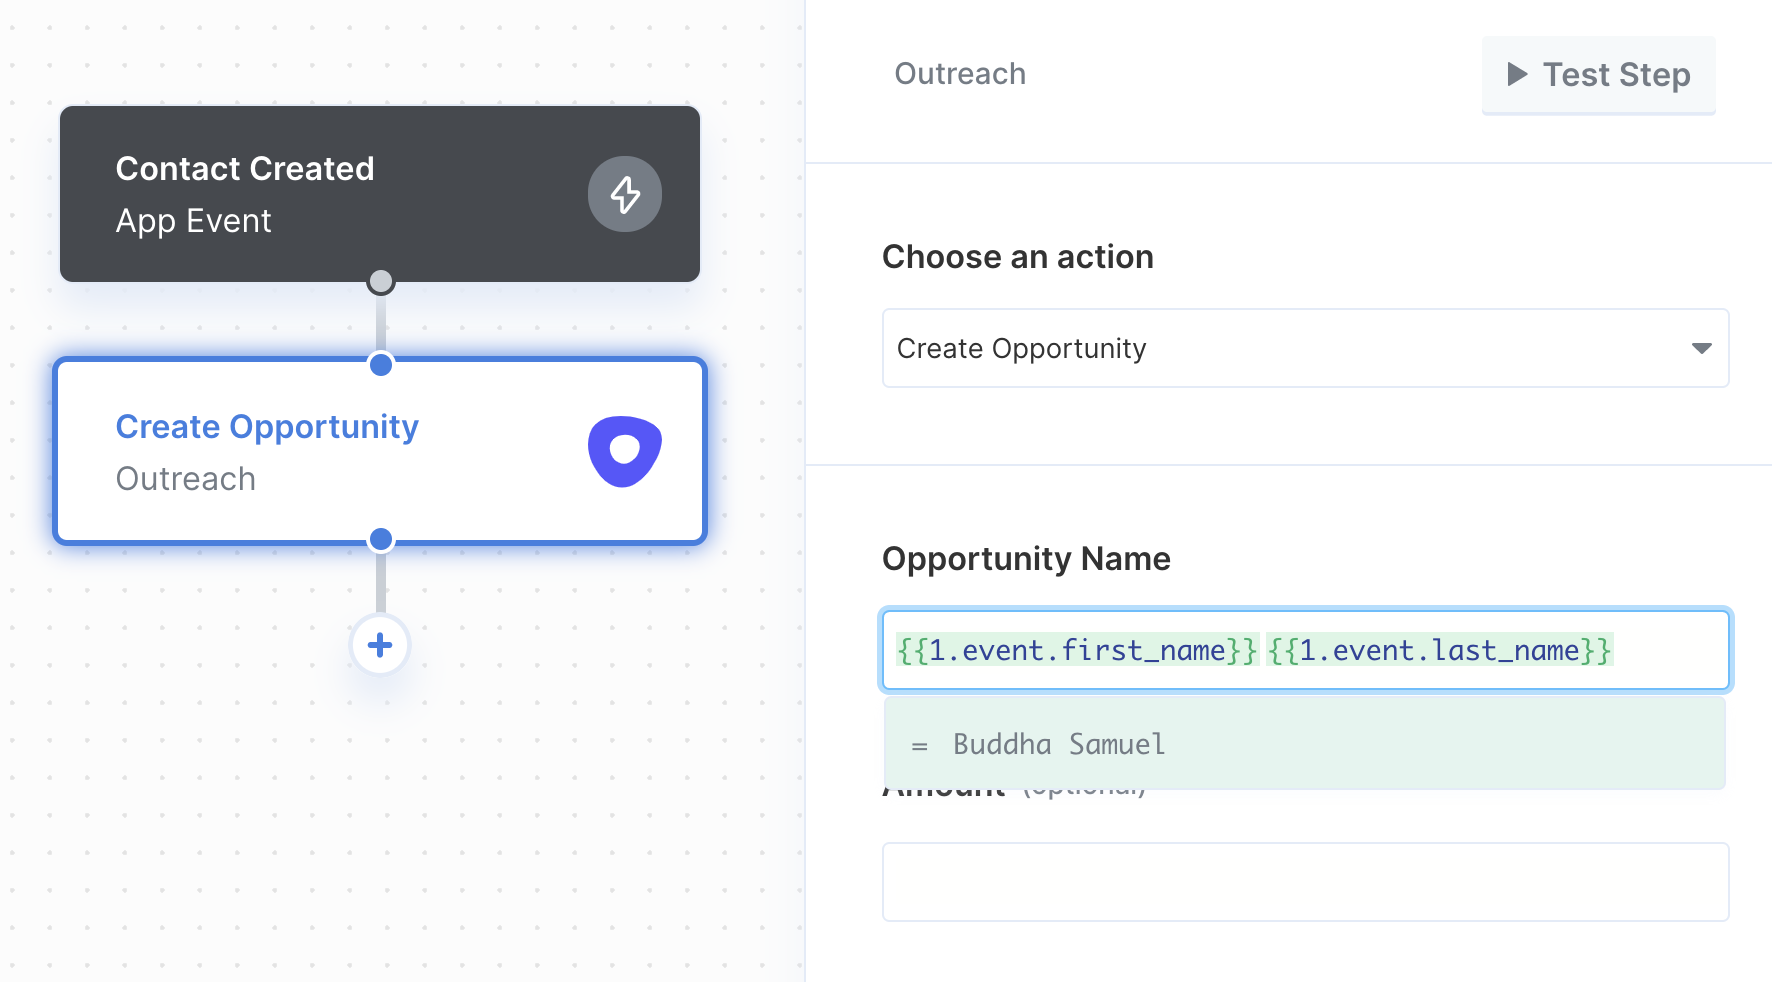 Contact Created
App Event
Create Opportunity
Outreach
Outreach
Test Step
Choose an action
Create Opportunity
Opportunity Name
{{1.event.first_name}} {{1.event.last_name}}
= Buddha Samuel
Amount (optional)